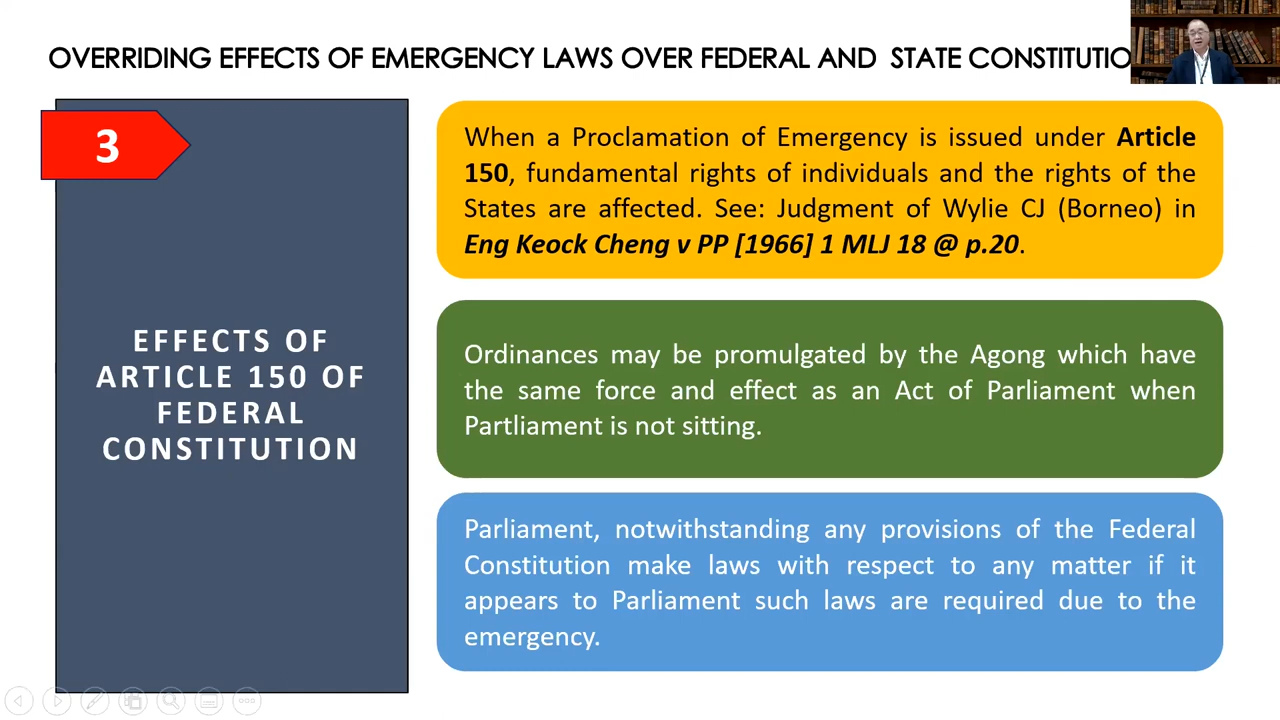 OVERRIDING EFFECTS OF EMERGENCY LAWS OVER FEDERAL AND STATE CONSTITUTIO
3
EFFECTS OF
ARTICLE 150 OF
FEDERAL
CONSTITUTION
When a Proclamation of Emergency is issued under Article
150, fundamental rights of individuals and the rights of the
States are affected. See: Judgment of Wylie CJ (Borneo) in
Eng Keock Cheng v PP [1966] 1 MLJ 18 @ p.20.
Ordinances may be promulgated by the Agong which have
the same force and effect as an Act of Parliament when
Partliament is not sitting.
Parliament, notwithstanding any provisions of the Federal
Constitution make laws with respect to any matter if it
appears to Parliament such laws are required due to the
emergency.